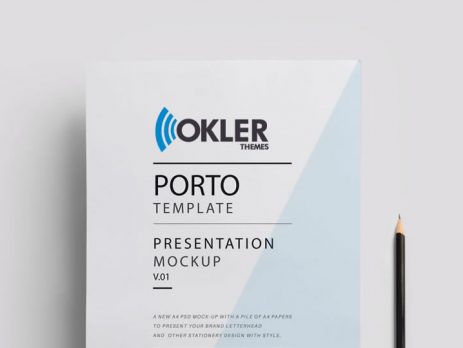 OKLER
THEMES
PORTO
TEMPLATE
PRESENTATION
MOCKUP
V.01
A NEW A4 PSD MOCK-UP WITH A PILE OF A4 PAPERS
TO PRESENT YOUR BRAND LETTERHEAD
AND OTHER STATIONERY DESIGN WITH STYLE.